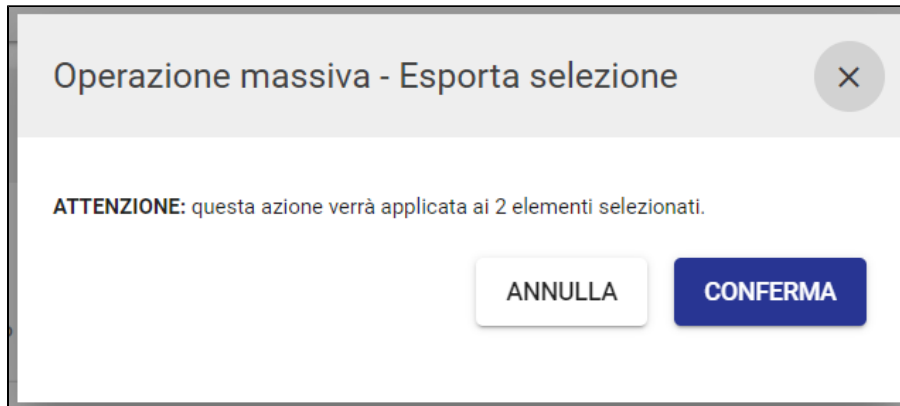 Operazione massiva - Esporta selezione
ATTENZIONE: questa azione verrà applicata ai 2 elementi selezionati.
ANNULLA CONFERMA